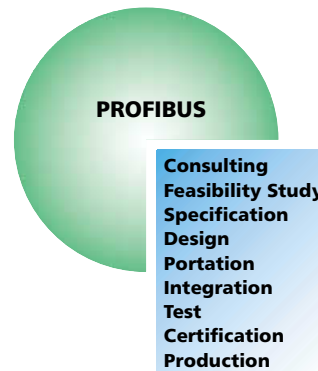 PROFIBUS
Consulting
Feasibility Study
Specification
Design
Portation
Integration
Test
Certification
Production